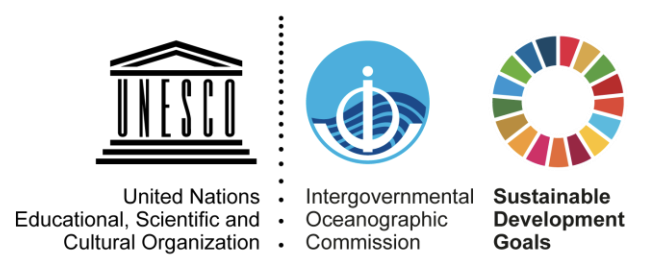 UNESCO
United Nations
Educational, Scientific and
Cultural Organization
Intergovernmental
Oceanographic
Commission
Sustainable
Development
Goals